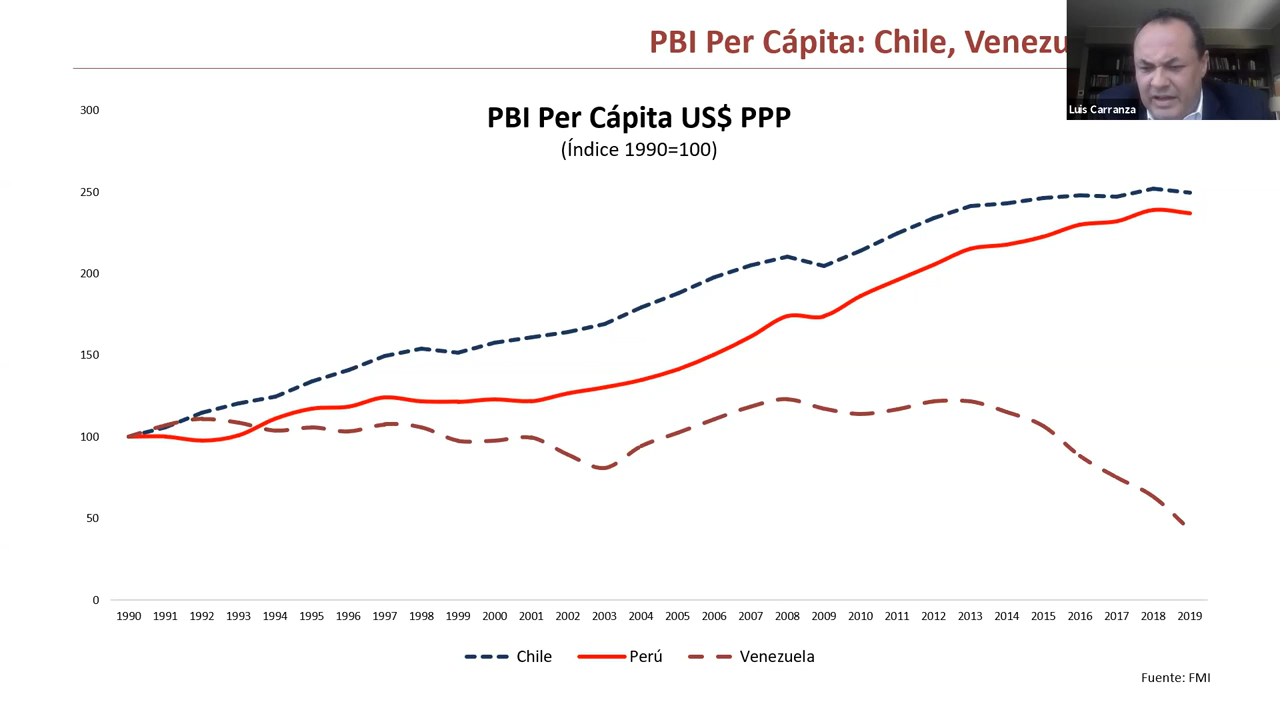 PBI Per Cápita: Chile, Venezu
Luis Carranza
PBI Per Cápita US$ PPP
(Índice 1990=100)
300
250
200
150
100
50
0
1990 1991 1992 1993 1994 1995 1996 1997 1998 1999 2000 2001 2002 2003 2004 2005 2006 2007 2008 2009 2010 2011 2012 2013 2014 2015 2016 2017 2018 2019
Chile Perú Venezuela
Fuente: FMI